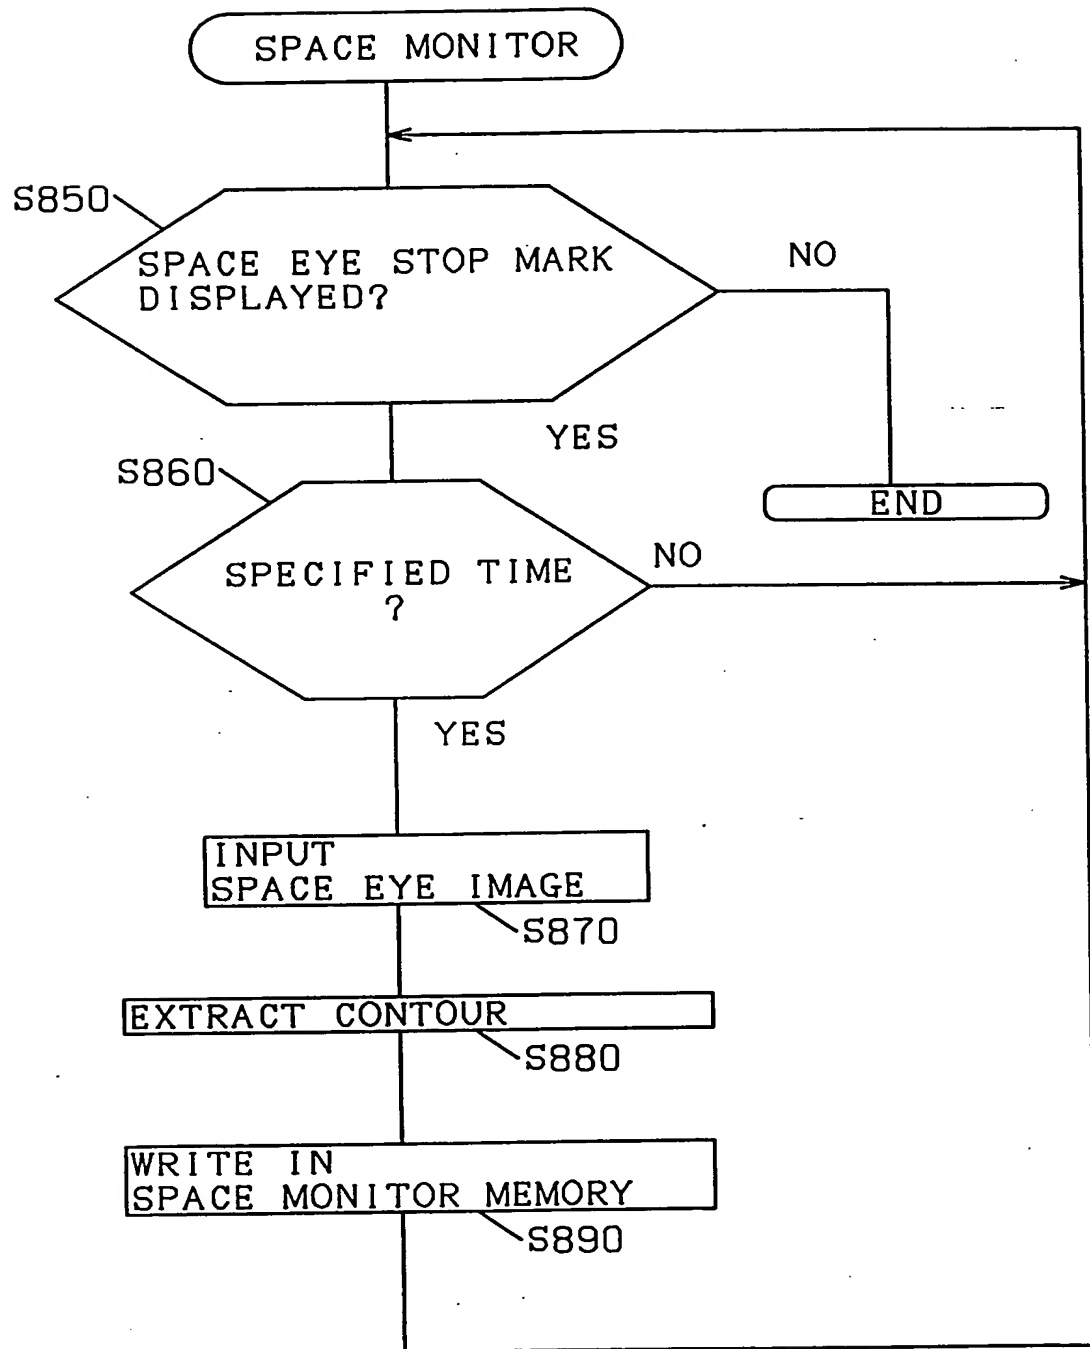 SPACE MONITOR
S850
SPACE EYE STOP MARK
DISPLAYED?
NO
YES
S860
END
SPECIFIED TIME
?
NO
YES
INPUT
SPACE EYE IMAGE
S870
EXTRACT CONTOUR
S880
WRITE IN
SPACE MONITOR MEMORY
S890